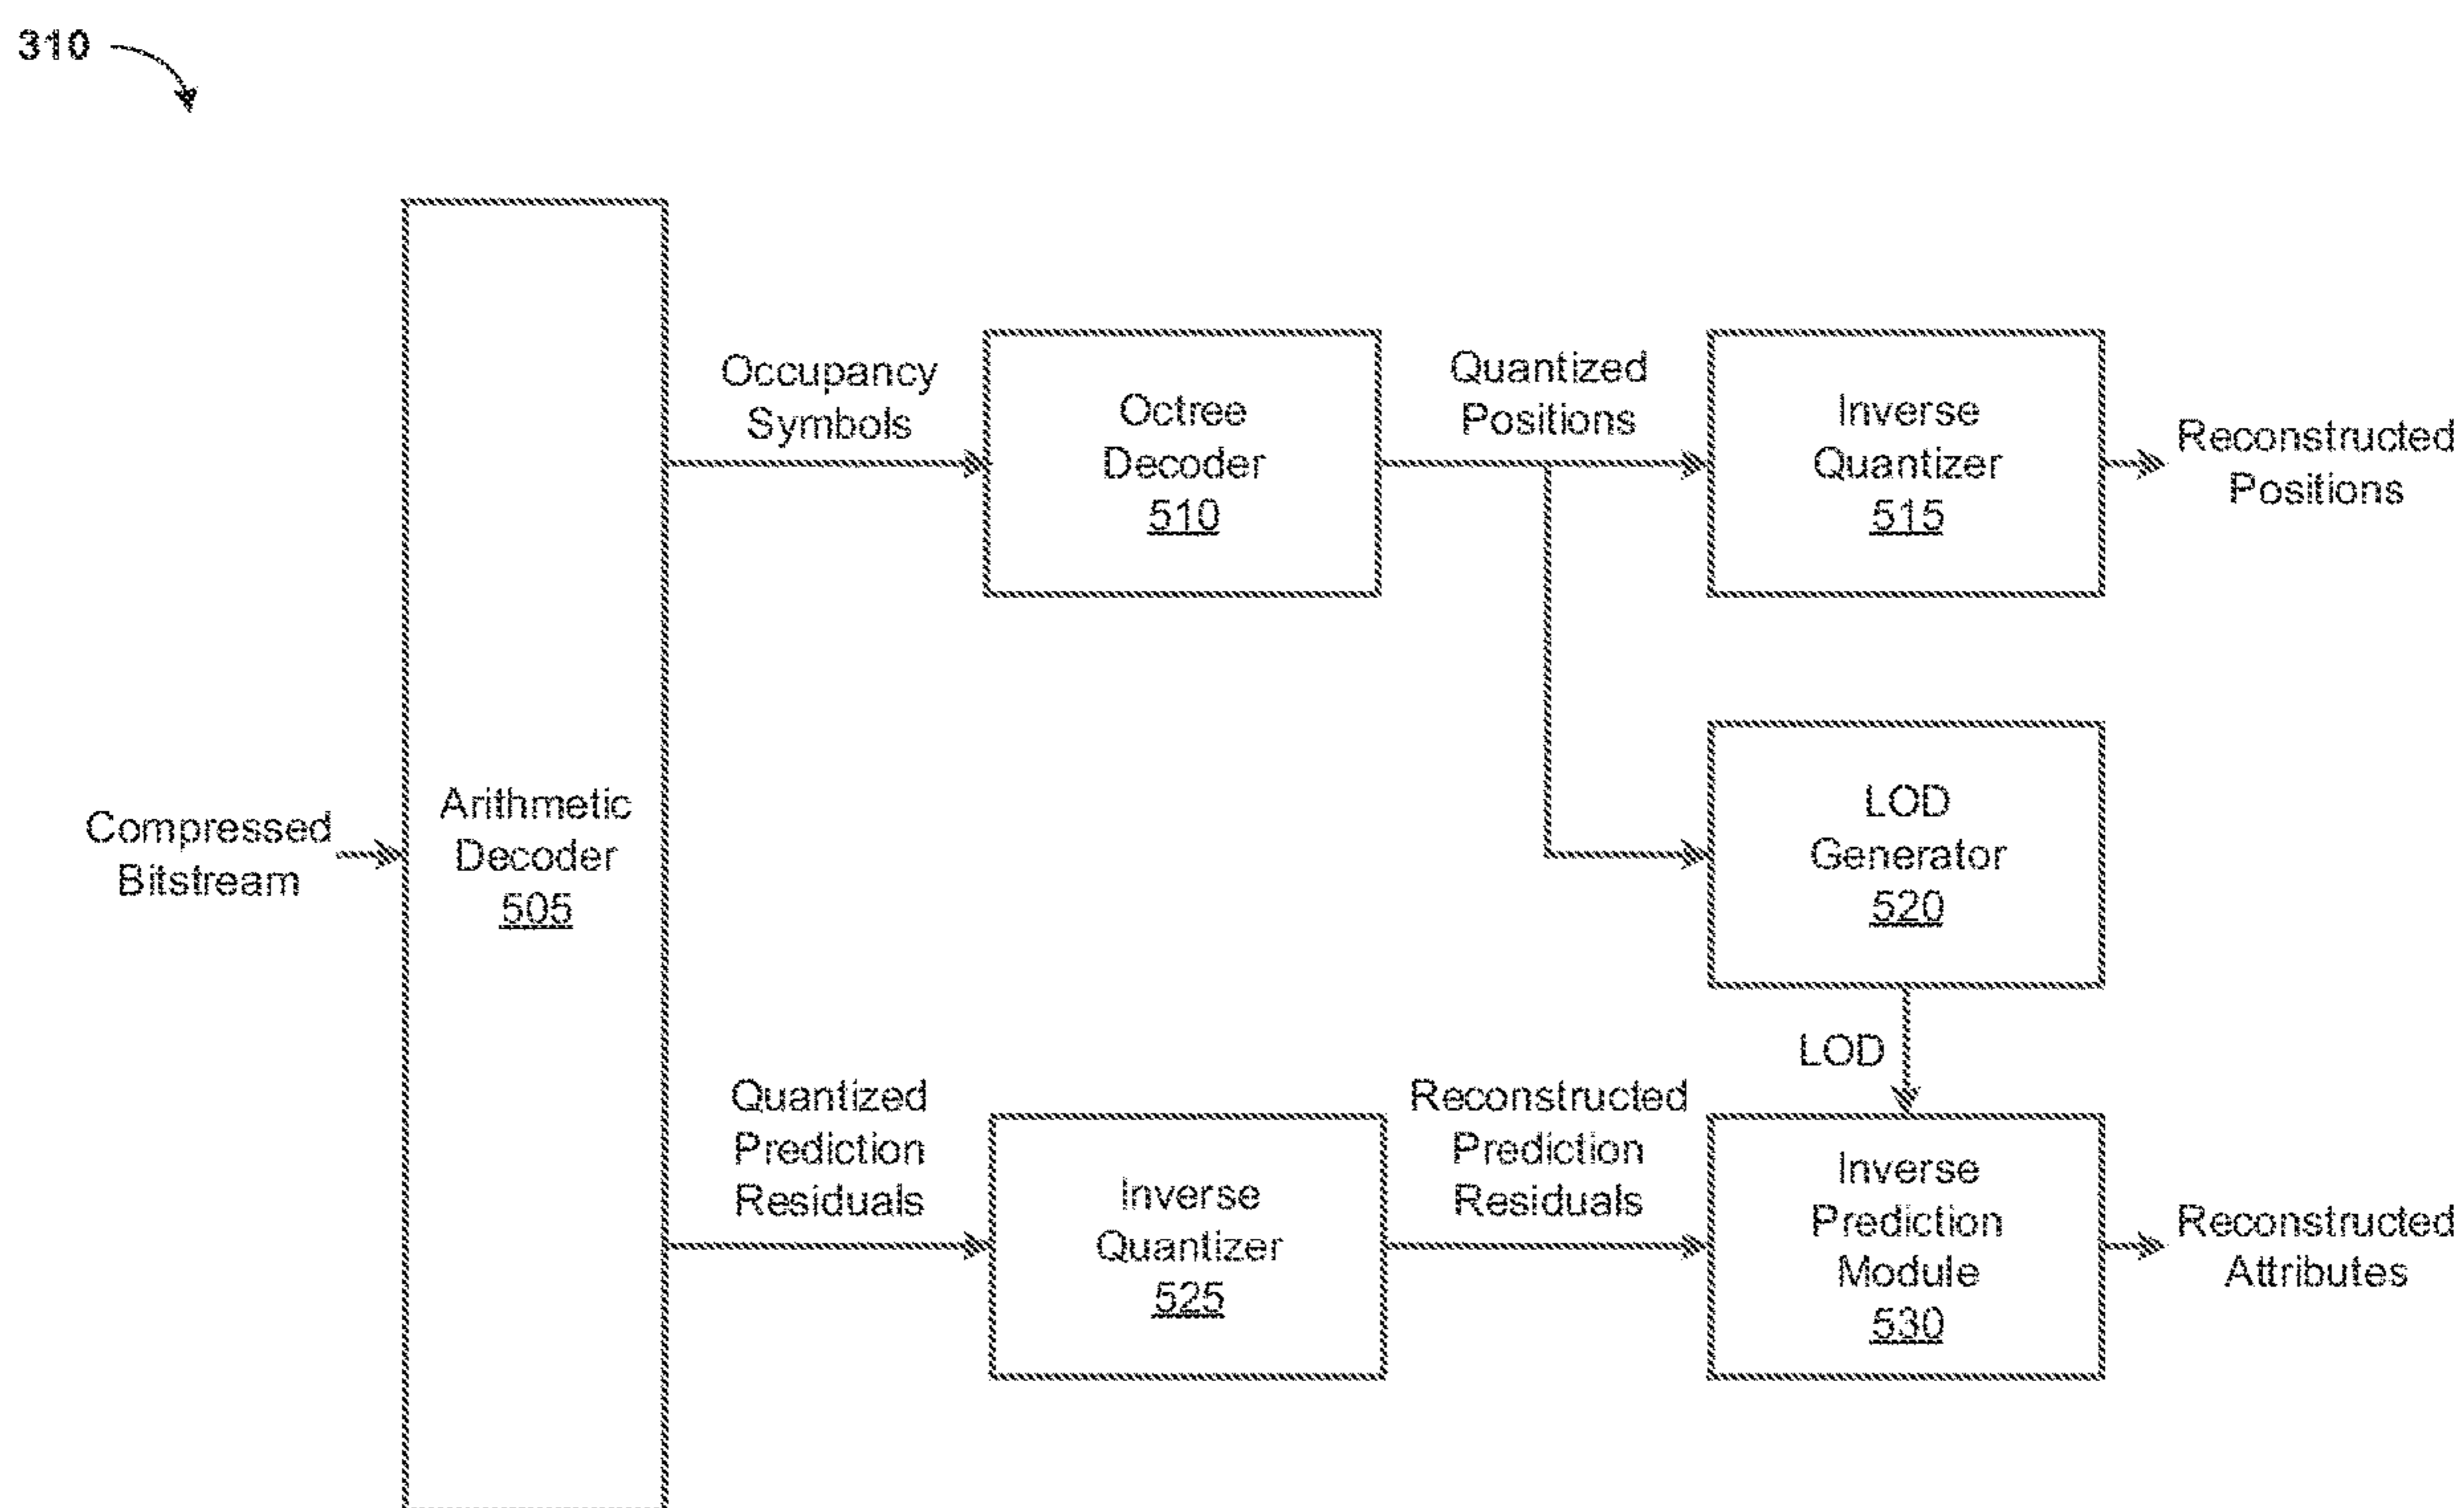 310
Occupancy
Symbols
Octree
Decoder
510
Quantized
Positions
Inverse
Quantizer
515
Reconstructed
Positions
Compressed
Bitstream
Arithmetic
Decoder
505
LOD
Generator
520
LOD
Quantized
Prediction
Residuals
Inverse
Quantizer
525
Reconstructed
Prediction
Residuals
Inverse
Prediction
Module
530
Reconstructed
Attributes